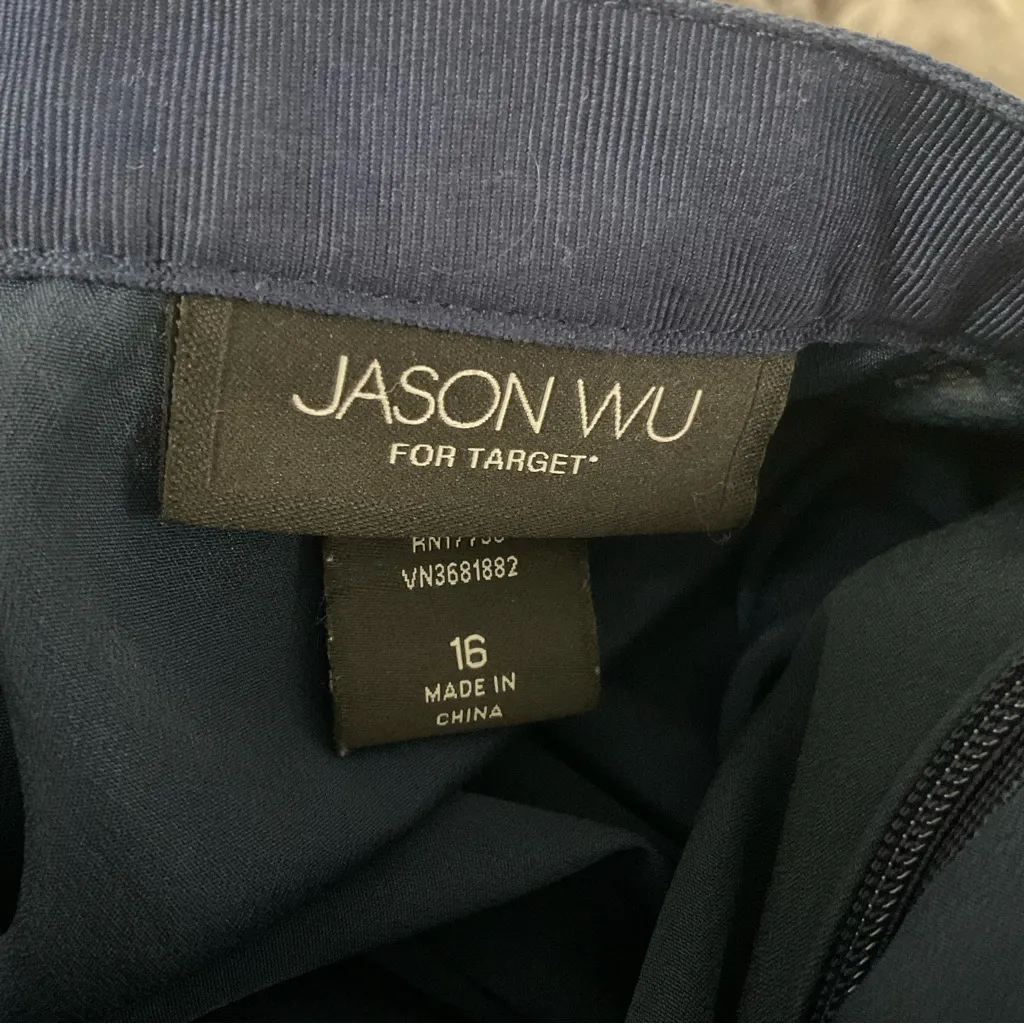 JASON WU
FOR TARGET
VN3681882
16
MADE IN
CHINA